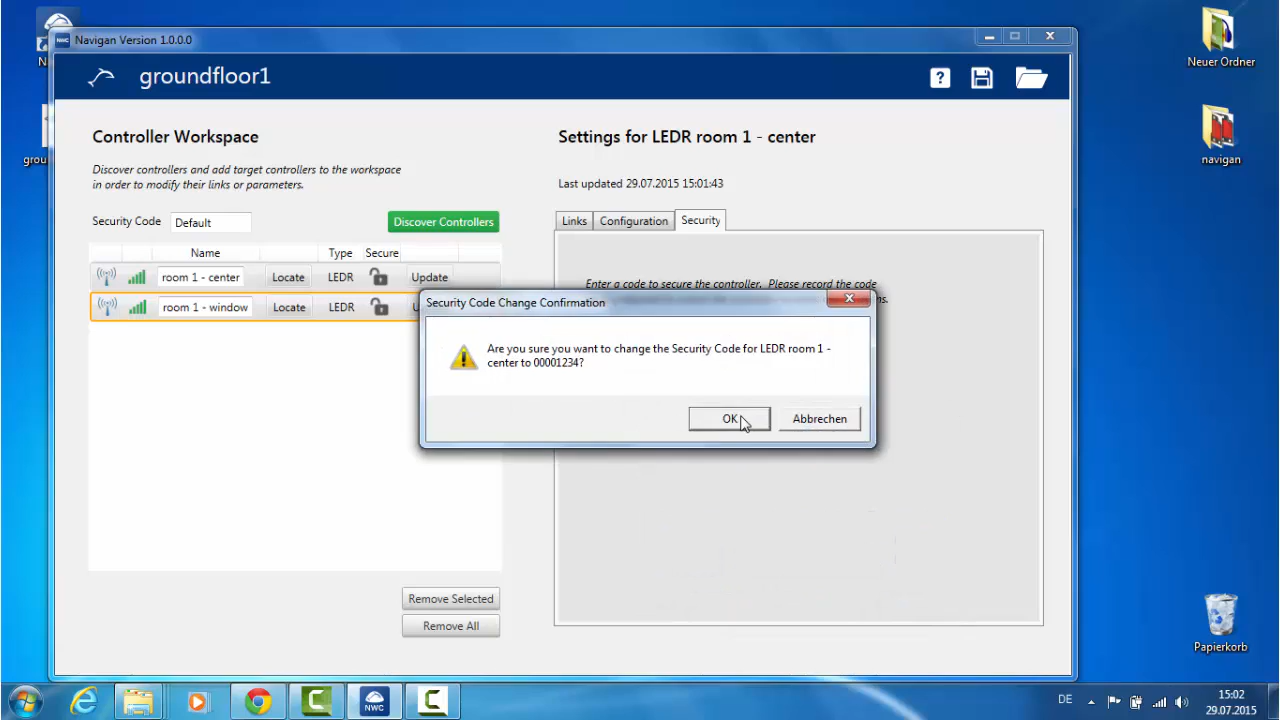 Navigan Version 1.0.0.0
NWC
groundfloor1
Neuer Ordner
navigan
Controller Workspace
Discover controllers and add target controllers to the workspace
in order to modify their links or parameters.
Security Code Default Discover Controllers
Name Type Secure
room 1 - center Locate LEDR Update
room 1 - window Locate LEDR
Remove Selected
Remove All
Settings for LEDR room 1 - center
Last updated 29.07.2015 15:01:43
Links Configuration Security
Enter a code to secure the controller. Please record the code
Security Code Change Confirmation
Are you sure you want to change the Security Code for LEDR room 1 -
center to 00001234?
OK Abbrechen
Papierkorb
NWC
DE
15:02
29.07.2015